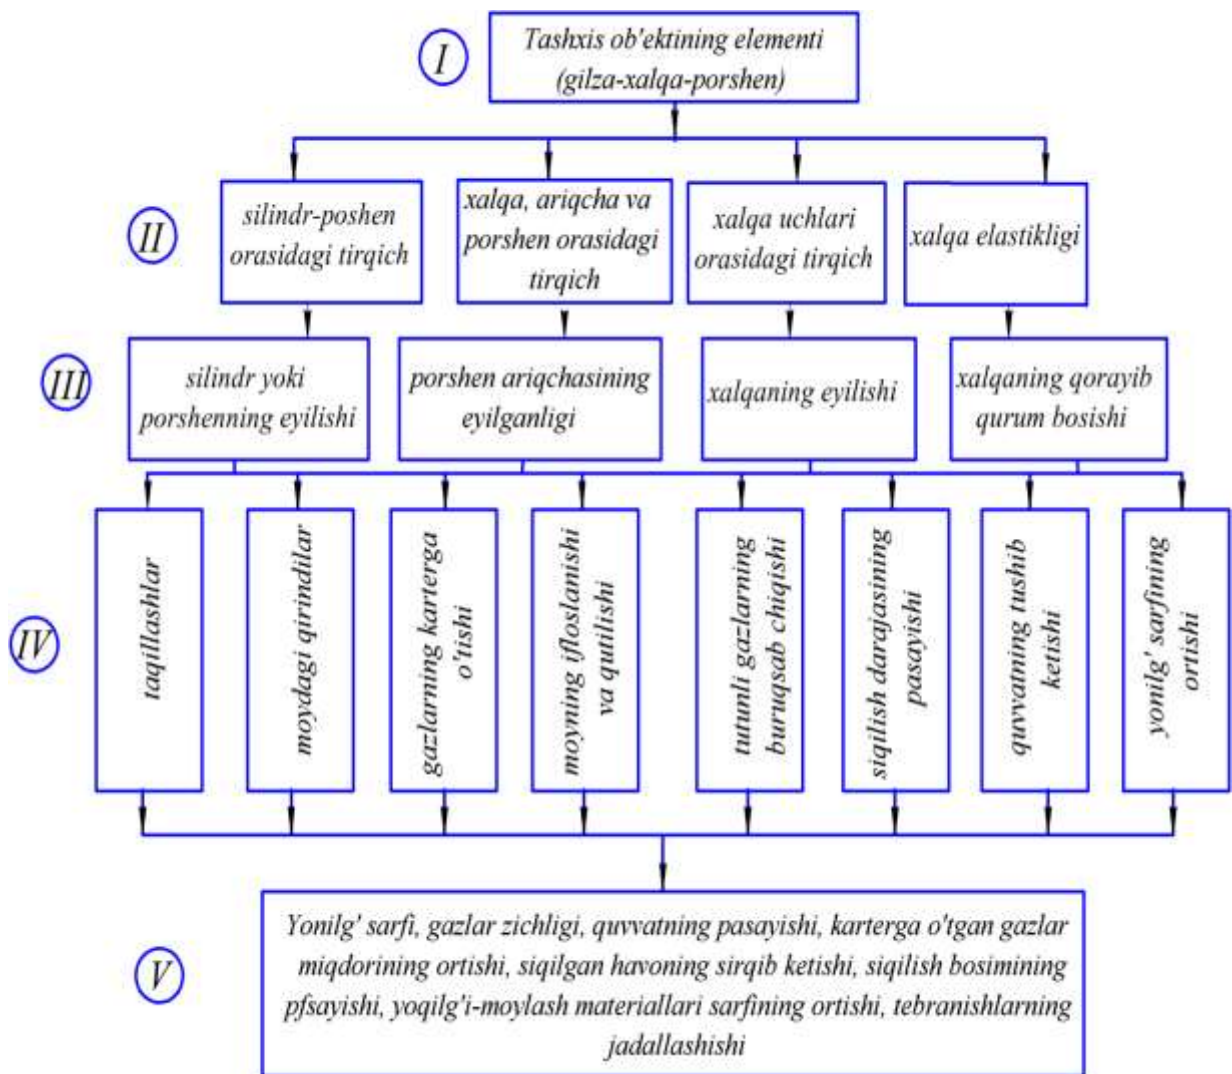 I
Tashxis ob'ektining elementi
(gilza-xalqa-porshen)
II
silindr-poshen
orasidagi tirqich
xalqa, ariqcha va
porshen orasidagi
tirqich
xalqa uchlari
orasidagi tirqich
xalqa elastikligi
III
silindr yoki
porshenning eyilishi
porshen ariqchasining
eyilganligi
xalqaning eyilishi
xalqaning qorayib
qurum bosishi
IV
taqillashlar
moydagi qirindilar
gazlarning karterga
o'tishi
moyning ifloslanishi
va qutilishi
tutunli gazlarning
buruqsab chiqishi
siqilish darajasining
pasayishi
quvvatning tushib
ketishi
yonilg' sarfining
ortishi
V
Yonilg' sarfi, gazlar zichligi, quvvatning pasayishi, karterga o'tgan gazlar
miqdorining ortishi, siqilgan havoning sirqib ketishi, siqilish bosimining
pfsayishi, yoqilg'i-moylash materiallari sarfining ortishi, tebranishlarning
jadallashishi